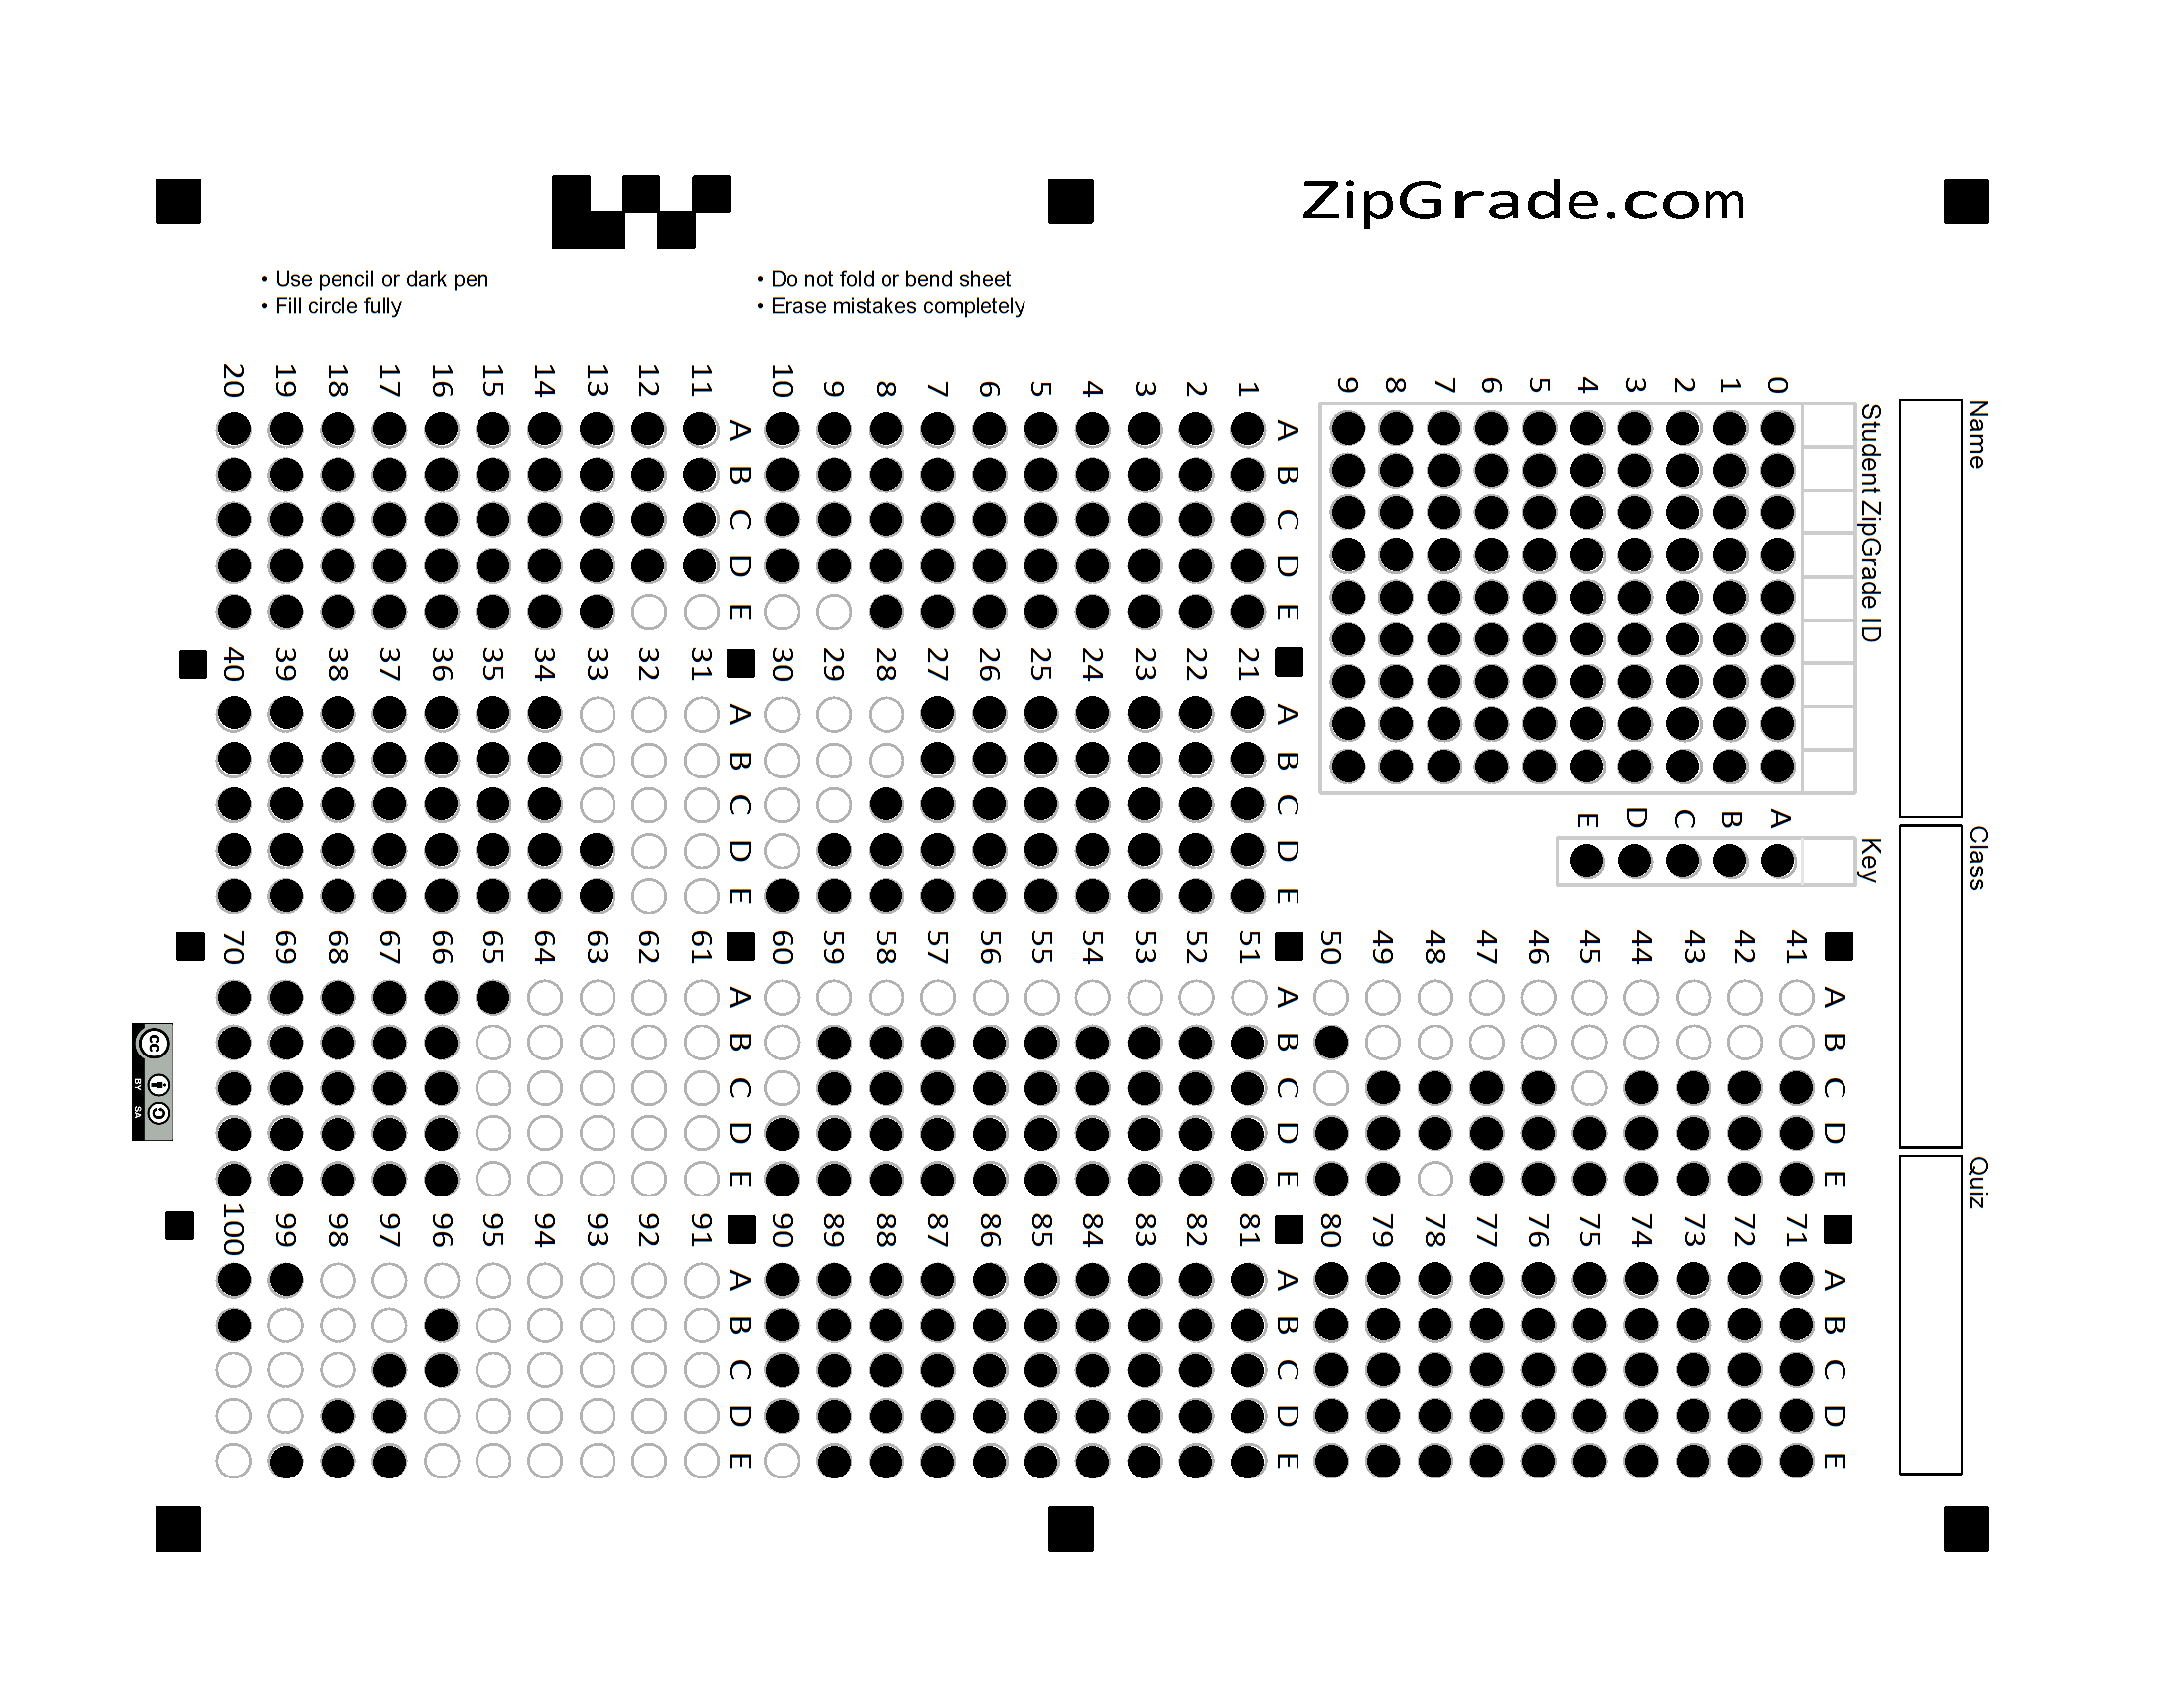 ZipGrade.com
• Use pencil or dark pen
• Fill circle fully
• Do not fold or bend sheet
• Erase mistakes completely
Name
Class
Quiz
Student ZipGrade ID
0 1 2 3 4 5 6 7 8 9
Key
A B C D E
A B C D E
1 2 3 4 5 6 7 8 9 10
A B C D E
11 12 13 14 15 16 17 18 19 20
A B C D E
21 22 23 24 25 26 27 28 29 30
A B C D E
31 32 33 34 35 36 37 38 39 40
A B C D E
41 42 43 44 45 46 47 48 49 50
A B C D E
51 52 53 54 55 56 57 58 59 60
A B C D E
61 62 63 64 65 66 67 68 69 70
A B C D E
71 72 73 74 75 76 77 78 79 80
A B C D E
81 82 83 84 85 86 87 88 89 90
A B C D E
91 92 93 94 95 96 97 98 99 100
cc
BY SA